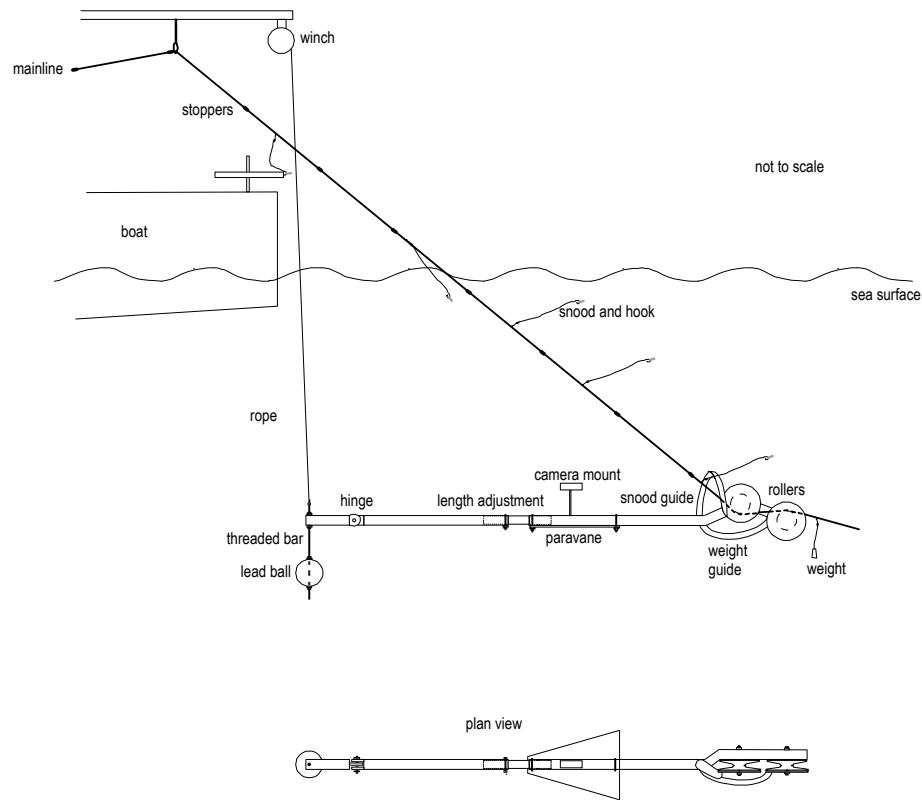 winch
mainline
stoppers
not to scale
boat
sea surface
snood and hook
rope
camera mount
hinge
length adjustment
snood guide
rollers
threaded bar
paravane
weight
guide
lead ball
weight
plan view